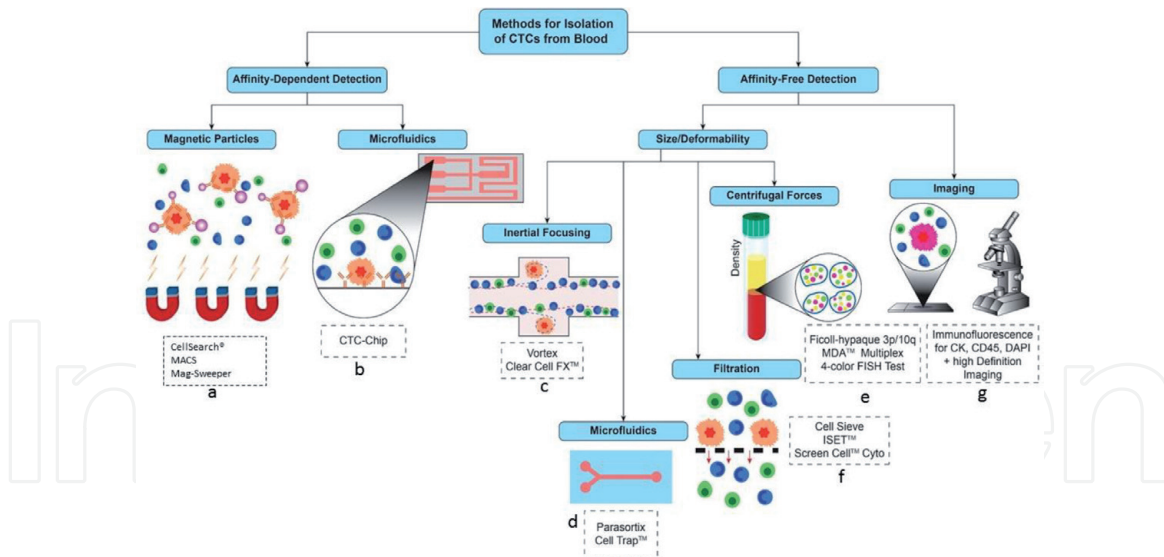 Methods for Isolation
of CTCs from Blood
Affinity-Dependent Detection
Affinity-Free Detection
Magnetic Particles
Microfluidics
Size/Deformability
Centrifugal Forces
Imaging
Inertial Focusing
Density
CellSearch®
MACS
Mag-Sweeper
a
CTC-Chip
b
Vortex
Clear Cell FX™
c
Ficoll-hypaque 3p/10q
MDA™ Multiplex
4-color FISH Test
e
Immunofluorescence
for CK, CD45, DAPI
+ high Definition
Imaging
g
Filtration
Microfluidics
Cell Sieve
ISET™
Screen Cell™ Cyto
f
d
Parasortix
Cell Trap™